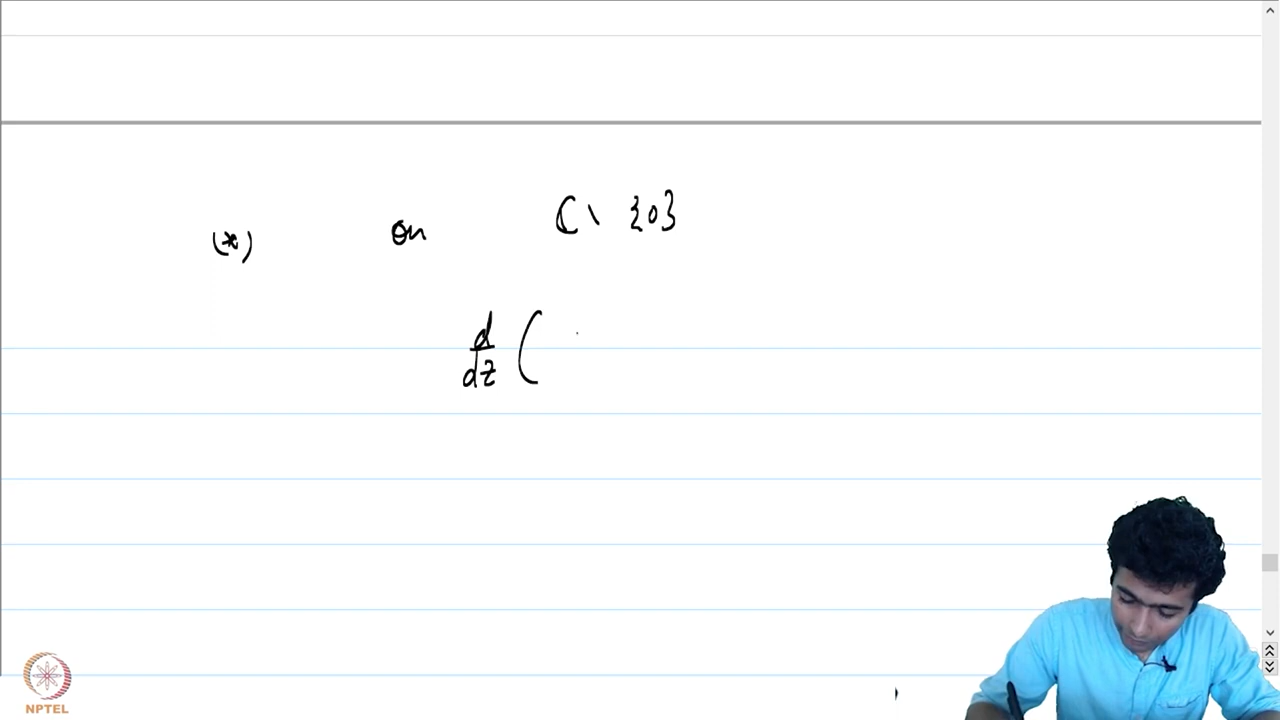 (*) On ℂ \ {0}
d/dz (
NPTEL